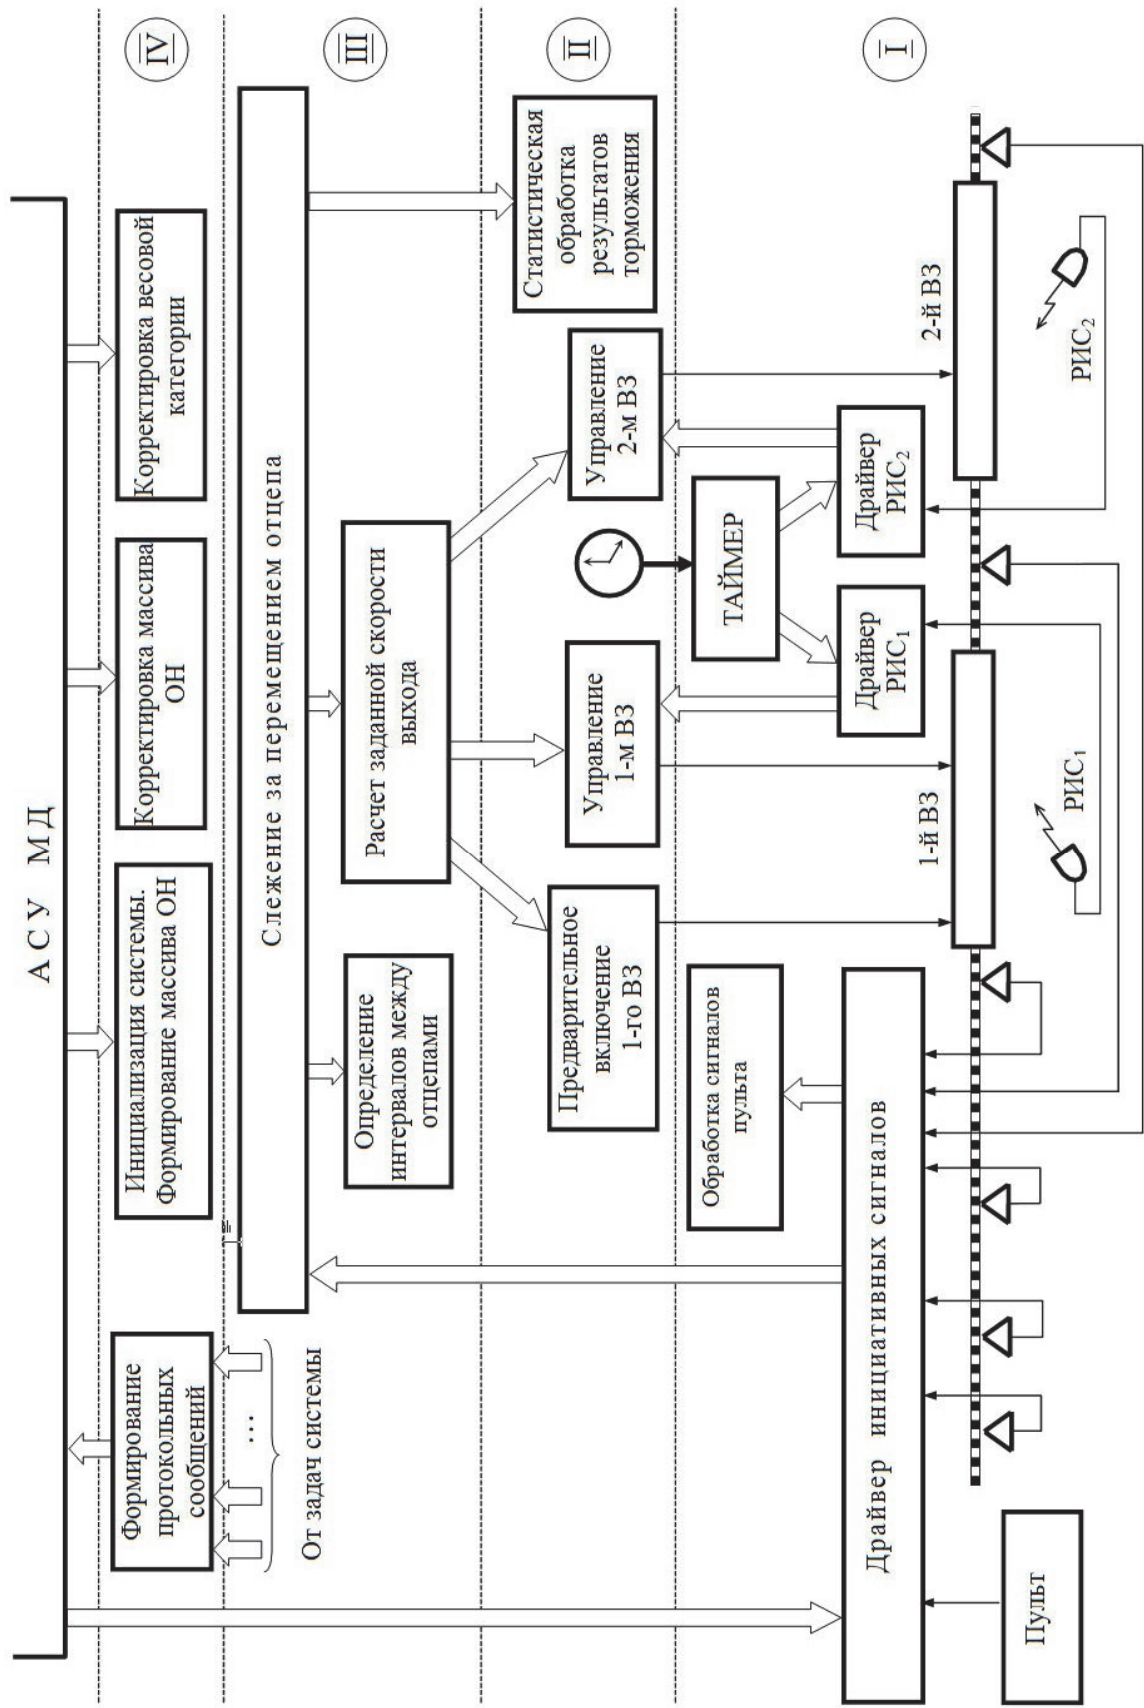 АСУ МД
Формирование
протокольных
сообщений
Инициализация системы.
Формирование массива ОН
Корректировка массива
ОН
Корректировка весовой
категории
IV
От задач системы
...
Слежение за перемещением отцепа
Определение
интервалов между
отцепами
Расчет заданной скорости
выхода
III
Предварительное
включение
1-го ВЗ
Управление
1-м ВЗ
Управление
2-м ВЗ
Статистическая
обработка
результатов
торможения
II
Обработка сигналов
пульта
ТАЙМЕР
Драйвер инициативных сигналов
Драйвер
РИС1
Драйвер
РИС2
I
1-й ВЗ
2-й ВЗ
Пульт
РИС1
РИС2